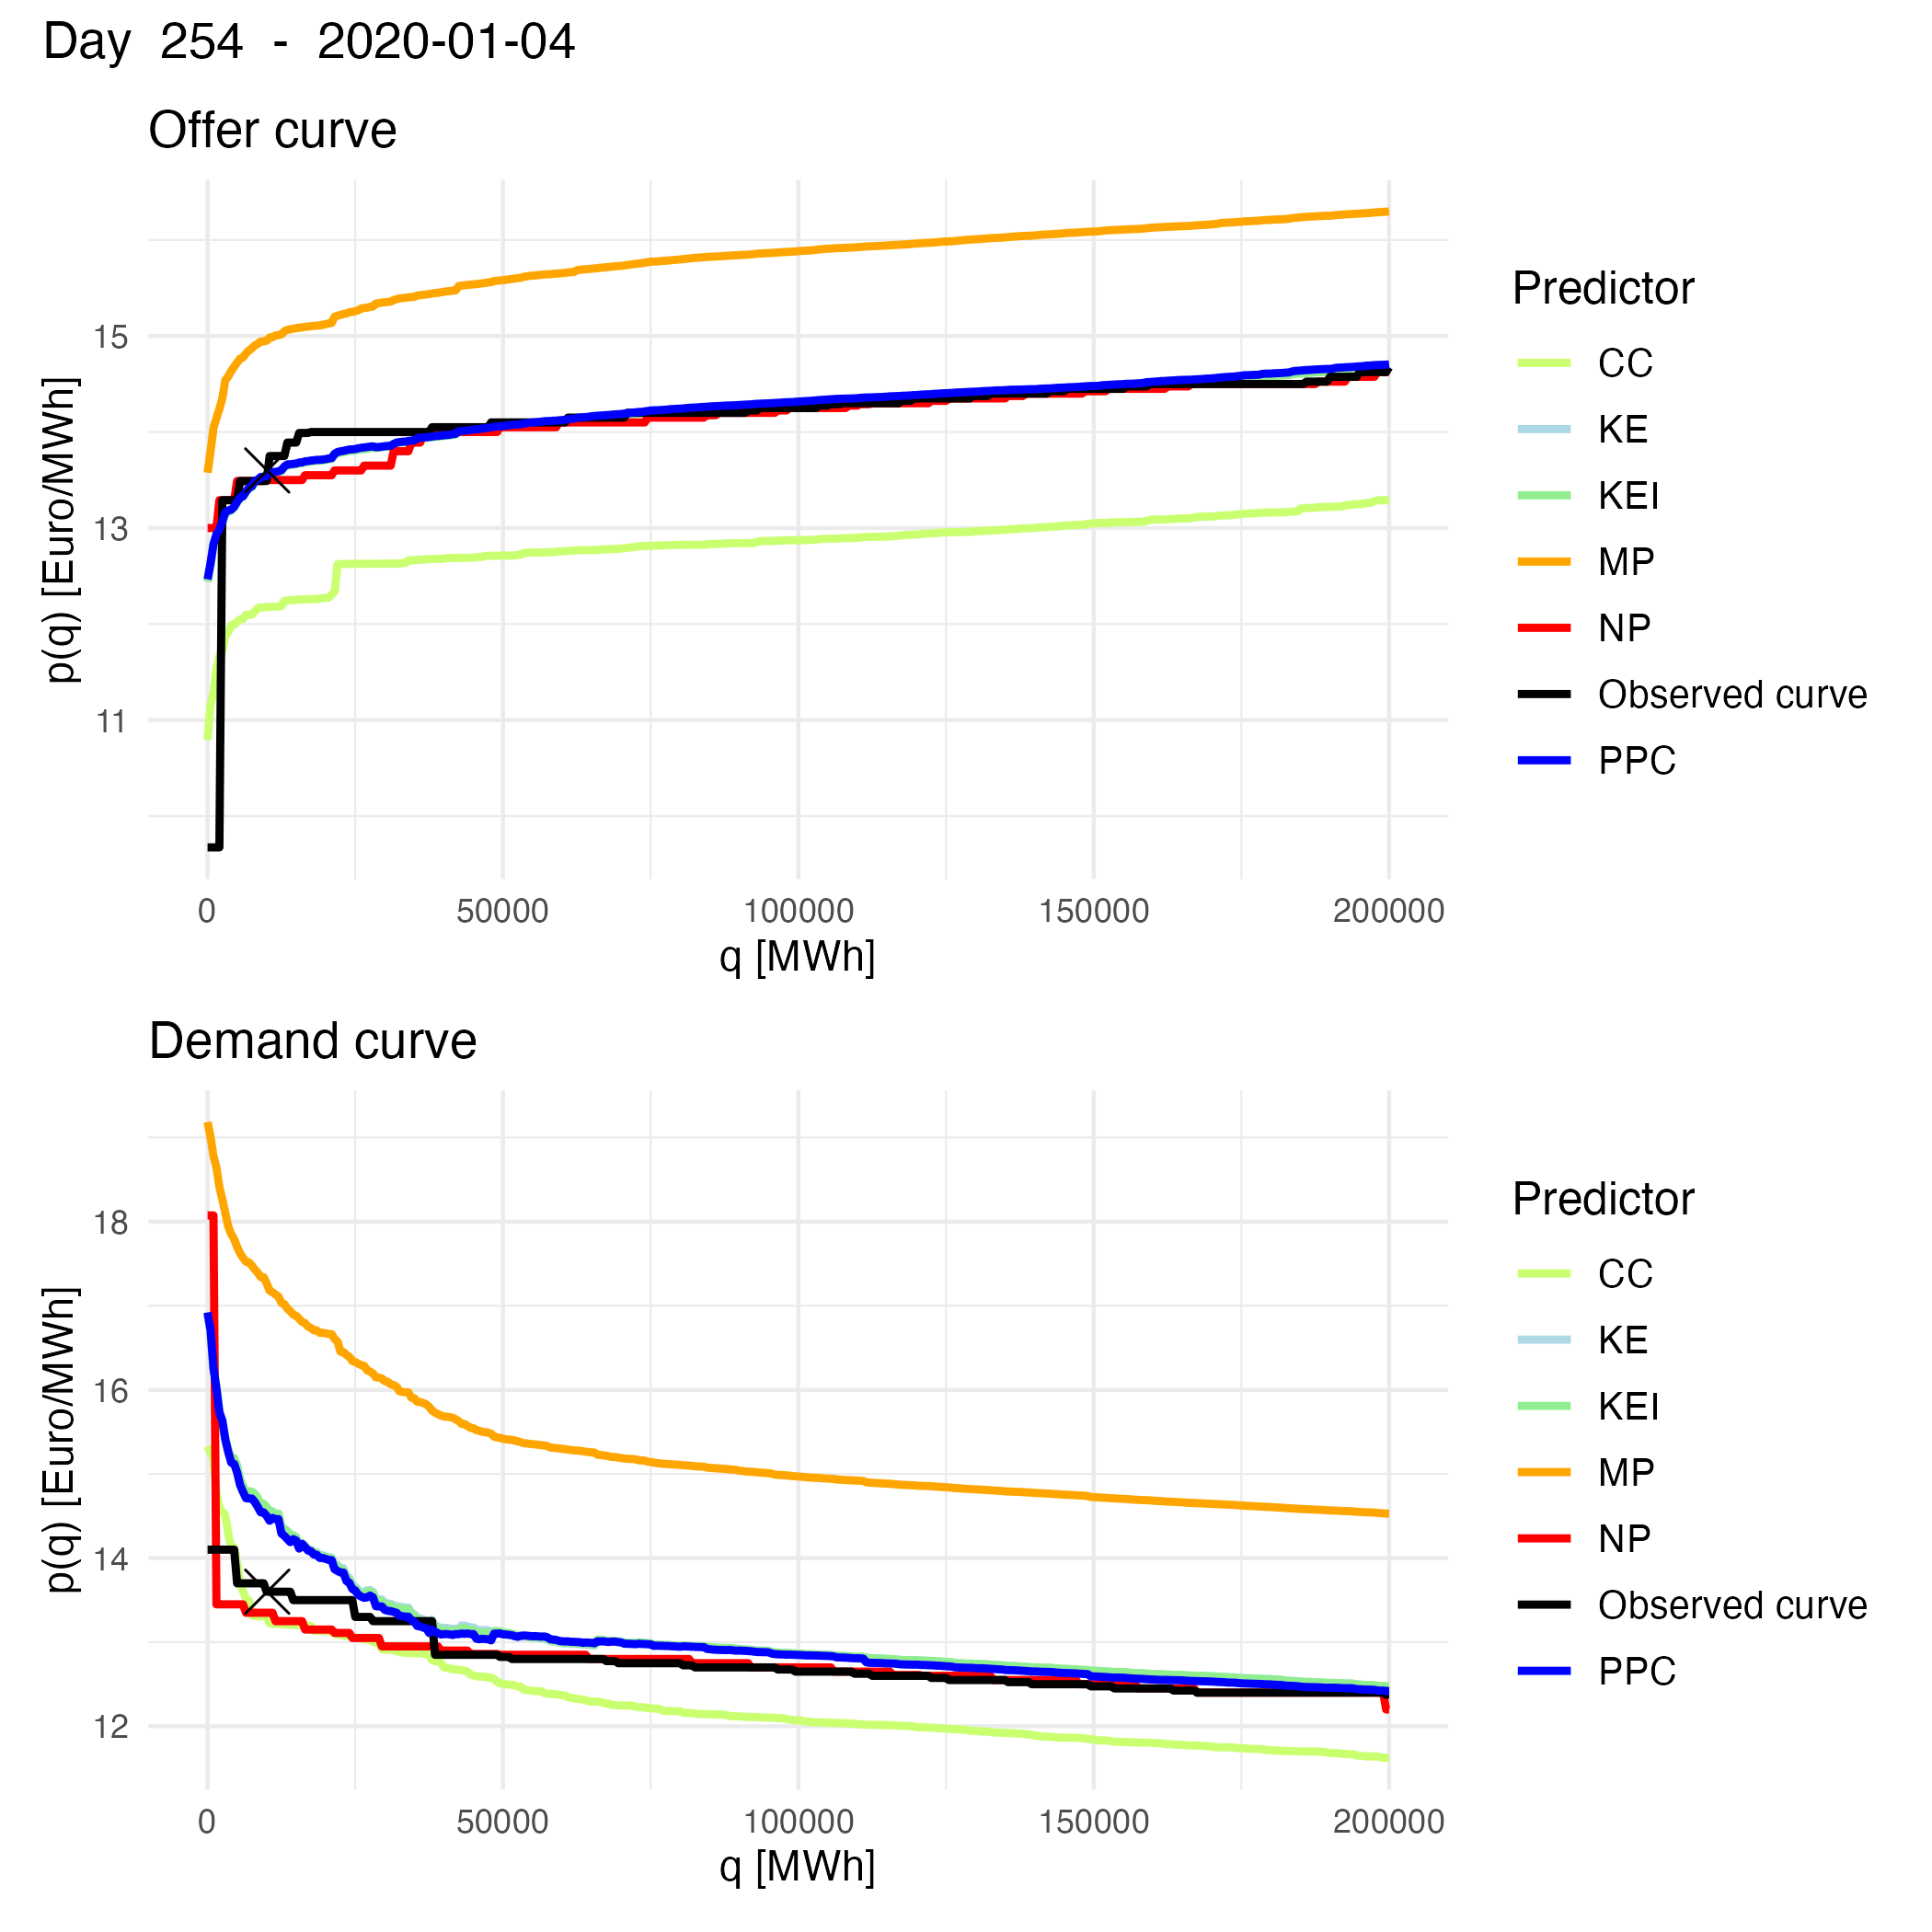 Day 254 - 2020-01-04
Offer curve
p(q) [Euro/MWh]
15
13
11
0
50000
100000
150000
200000
q [MWh]
Predictor
CC
KE
KEI
MP
NP
Observed curve
PPC
Demand curve
p(q) [Euro/MWh]
18
16
14
12
0
50000
100000
150000
200000
q [MWh]
Predictor
CC
KE
KEI
MP
NP
Observed curve
PPC